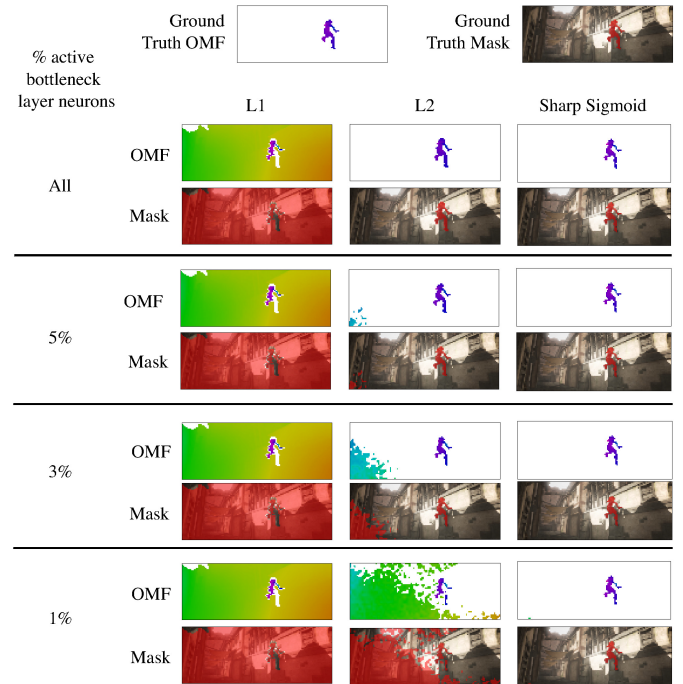 Ground
Truth OMF
Ground
Truth Mask
% active
bottleneck
layer neurons
L1
L2
Sharp Sigmoid
All
OMF
Mask
5%
OMF
Mask
3%
OMF
Mask
1%
OMF
Mask